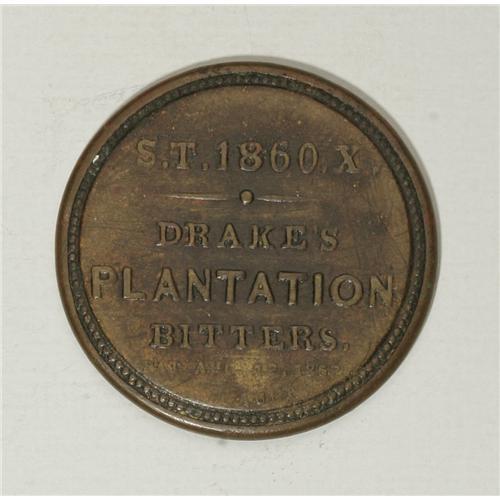 S.T.1860.X.
DRAKE'S
PLANTATION
BITTERS.